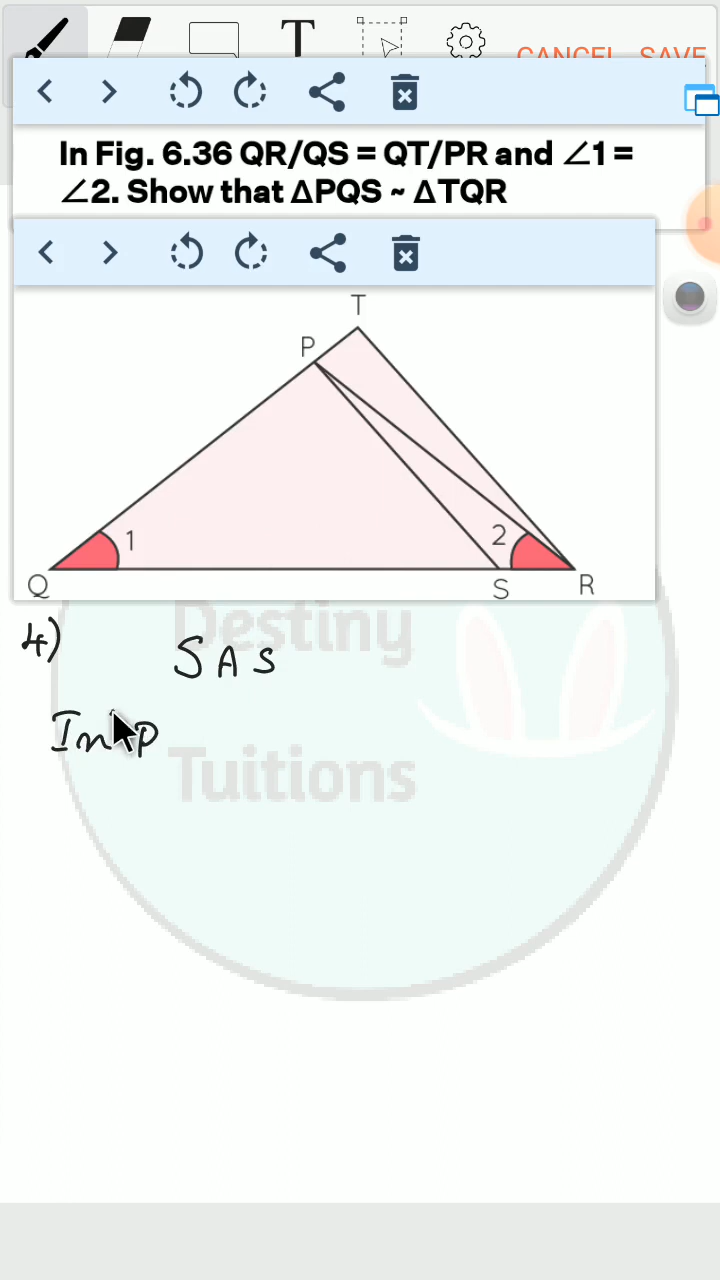 T
CANCEL SAVE
In Fig. 6.36 QR/QS = QT/PR and ∠1 =
∠2. Show that ΔPQS ~ ΔTQR
T
P
1
2
Q
S
R
4)
SAS
Destiny
In P
Tuitions